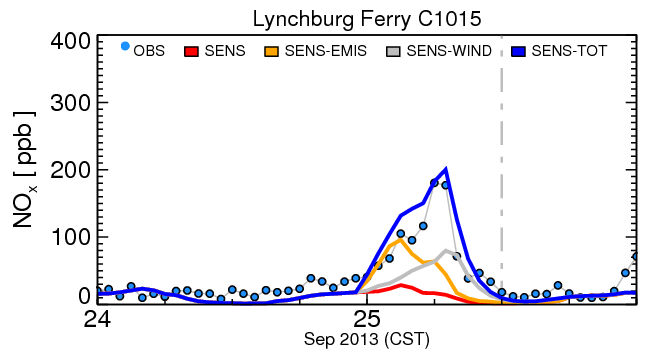 Lynchburg Ferry C1015
OBS SENS SENS-EMIS SENS-WIND SENS-TOT
NOx [ ppb ]
400
300
200
100
0
24 25
Sep 2013 (CST)